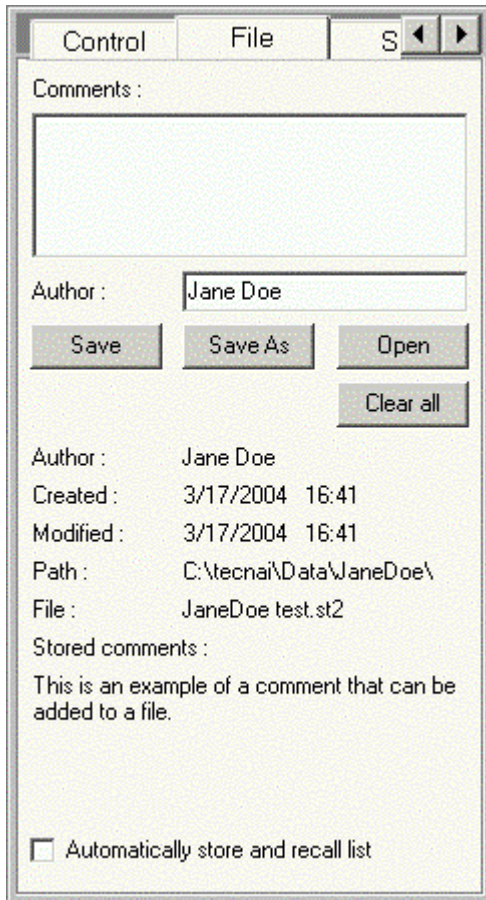 Control File S
Comments :
Author : Jane Doe
Save Save As Open
Clear all
Author : Jane Doe
Created : 3/17/2004 16:41
Modified : 3/17/2004 16:41
Path : C:\tecnai\Data\JaneDoe\
File : JaneDoe test.st2
Stored comments :
This is an example of a comment that can be
added to a file.
Automatically store and recall list